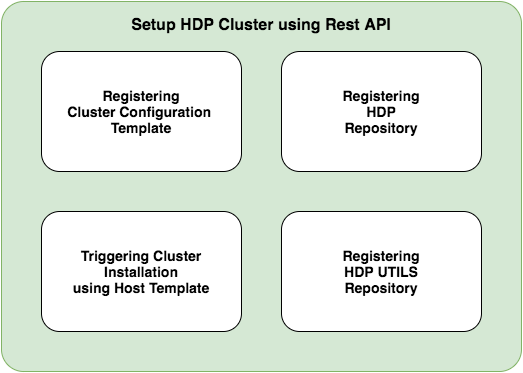 Setup HDP Cluster using Rest API
Registering
Cluster Configuration
Template
Registering
HDP
Repository
Triggering Cluster
Installation
using Host Template
Registering
HDP UTILS
Repository